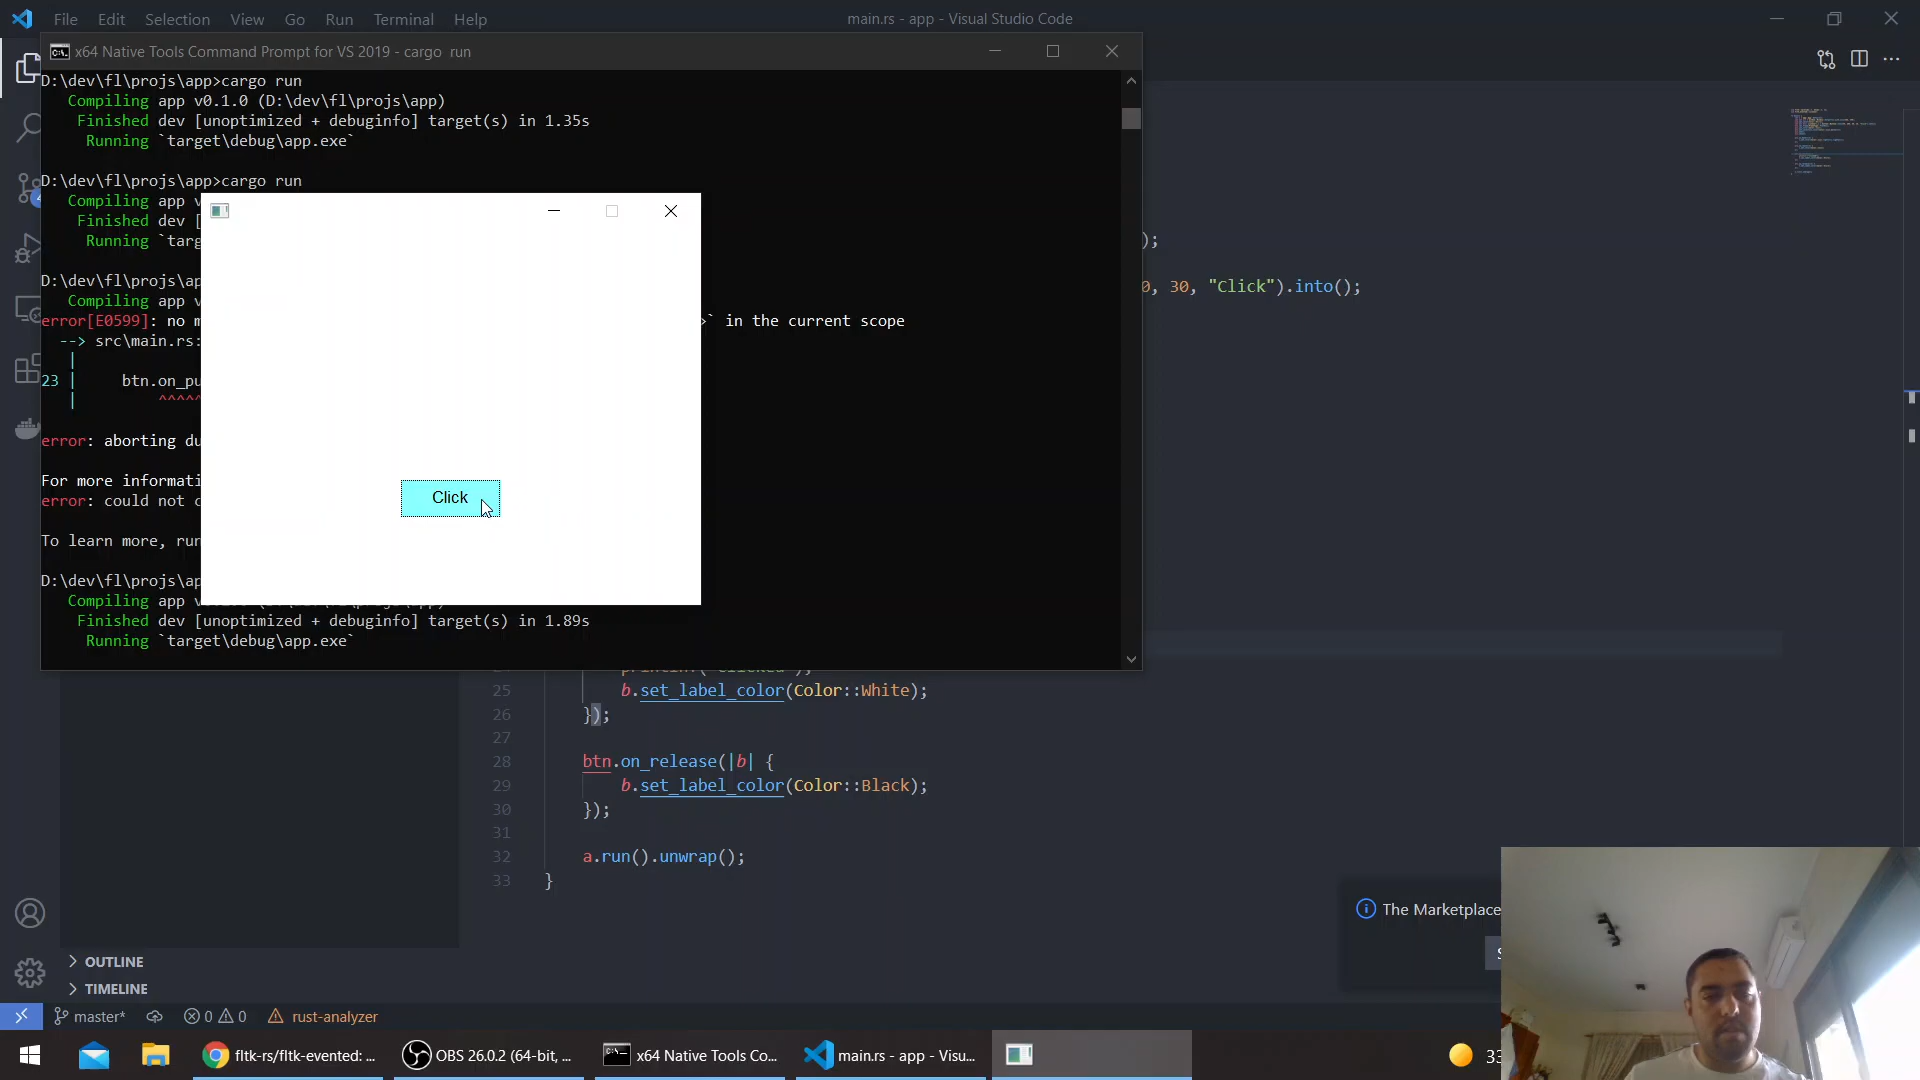 File Edit Selection View Go Run Terminal Help
main.rs - app - Visual Studio Code
x64 Native Tools Command Prompt for VS 2019 - cargo  run
D:\dev\fl\projs\app>cargo run
Compiling app v0.1.0 (D:\dev\fl\projs\app)
Finished dev [unoptimized + debuginfo] target(s) in 1.35s
Running `target\debug\app.exe`
D:\dev\fl\projs\app>cargo run
Compiling app v
Finished dev [
Running `targ
);
D:\dev\fl\projs\ap
0, 30, "Click").into();
Compiling app v
error[E0599]: no m
>` in the current scope
--> src\main.rs:
|
23 |     btn.on_pu
|         ^^^^^
error: aborting du
For more informati
error: could not c
Click
To learn more, run
D:\dev\fl\projs\ap
Compiling app v
Finished dev [unoptimized + debuginfo] target(s) in 1.89s
Running `target\debug\app.exe`
25 b.set_label_color(Color::White);
26 });
27
28 btn.on_release(|b| {
29 b.set_label_color(Color::Black);
30 });
31
32 a.run().unwrap();
33 }
The Marketplace
OUTLINE
TIMELINE
master* 0 0 rust-analyzer
fltk-rs/fltk-evented: ...
OBS 26.0.2 (64-bit, ...
x64 Native Tools Co...
main.rs - app - Visu...